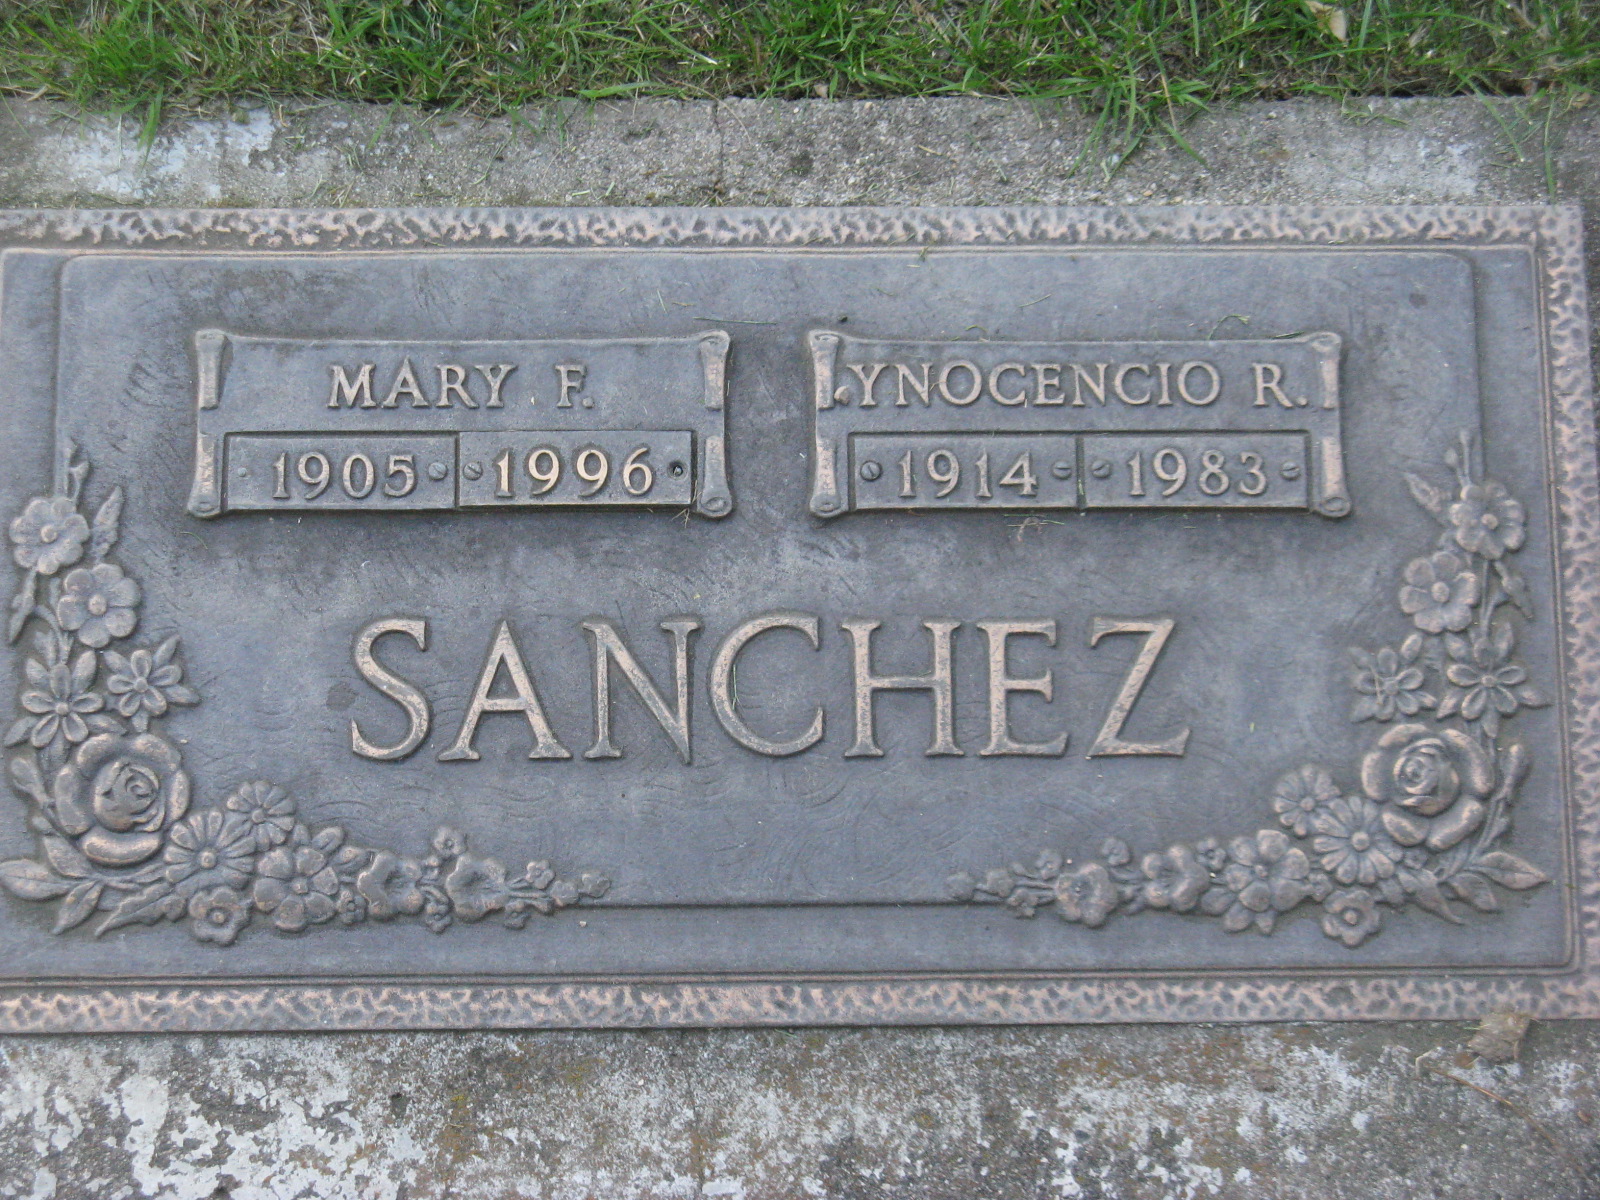 MARY F.
1905 1996
YNOCENCIO R.
1914 1983
SANCHEZ